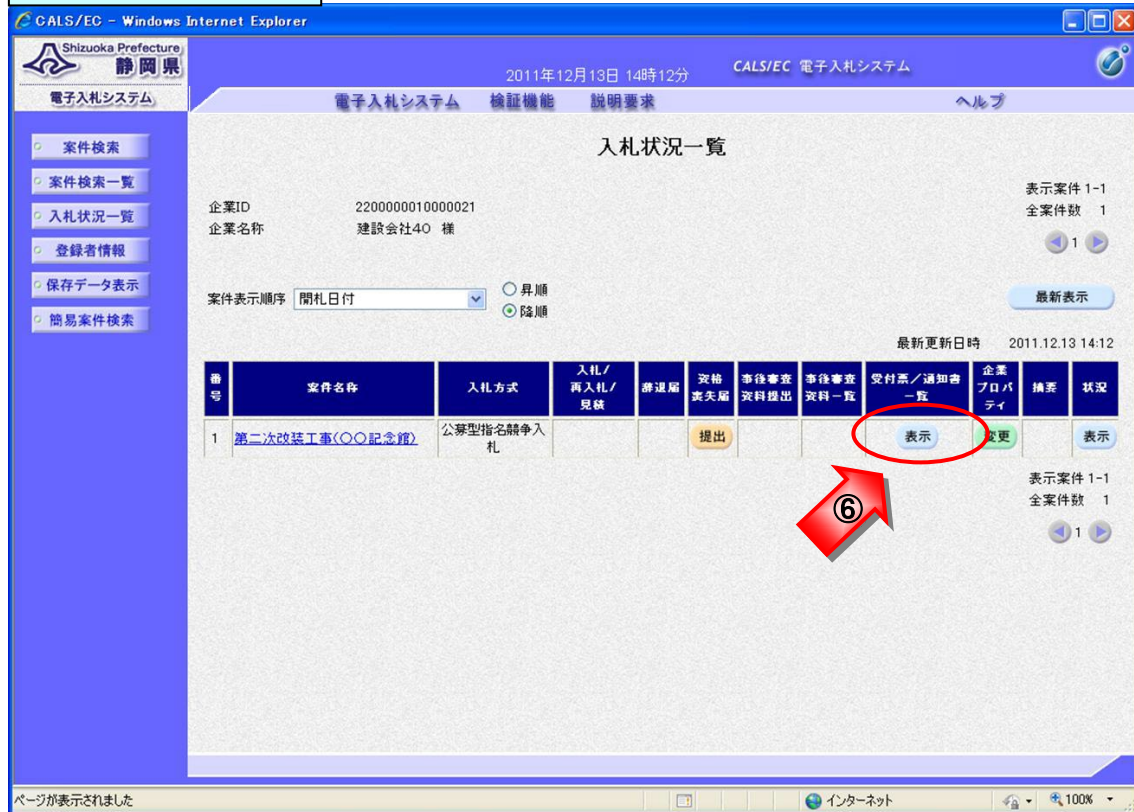 CALS/EC - Windows Internet Explorer
Shizuoka Prefecture
静岡県
電子入札システム
2011年12月13日 14時12分
CALS/EC 電子入札システム
電子入札システム 検証機能 説明要求 ヘルプ
案件検索
案件検索一覧
入札状況一覧
登録者情報
保存データ表示
簡易案件検索
入札状況一覧
表示案件 1-1
全案件数 1
1
企業ID 2200000010000021
企業名称 建設会社40 様
案件表示順序 開札日付
昇順
降順
最新表示
最新更新日時 2011.12.13 14:12
番号 案件名称 入札方式 入札/再入札/見積 辞退届 資格喪失届 事後審査資料提出 事後審査資料一覧 受付票/通知書一覧 企業プロパティ 摘要 状況
1 第二次改装工事(〇〇記念館) 公募型指名競争入札 提出 表示 変更 表示
表示案件 1-1
全案件数 1
1
⑥
ページが表示されました
インターネット
100%